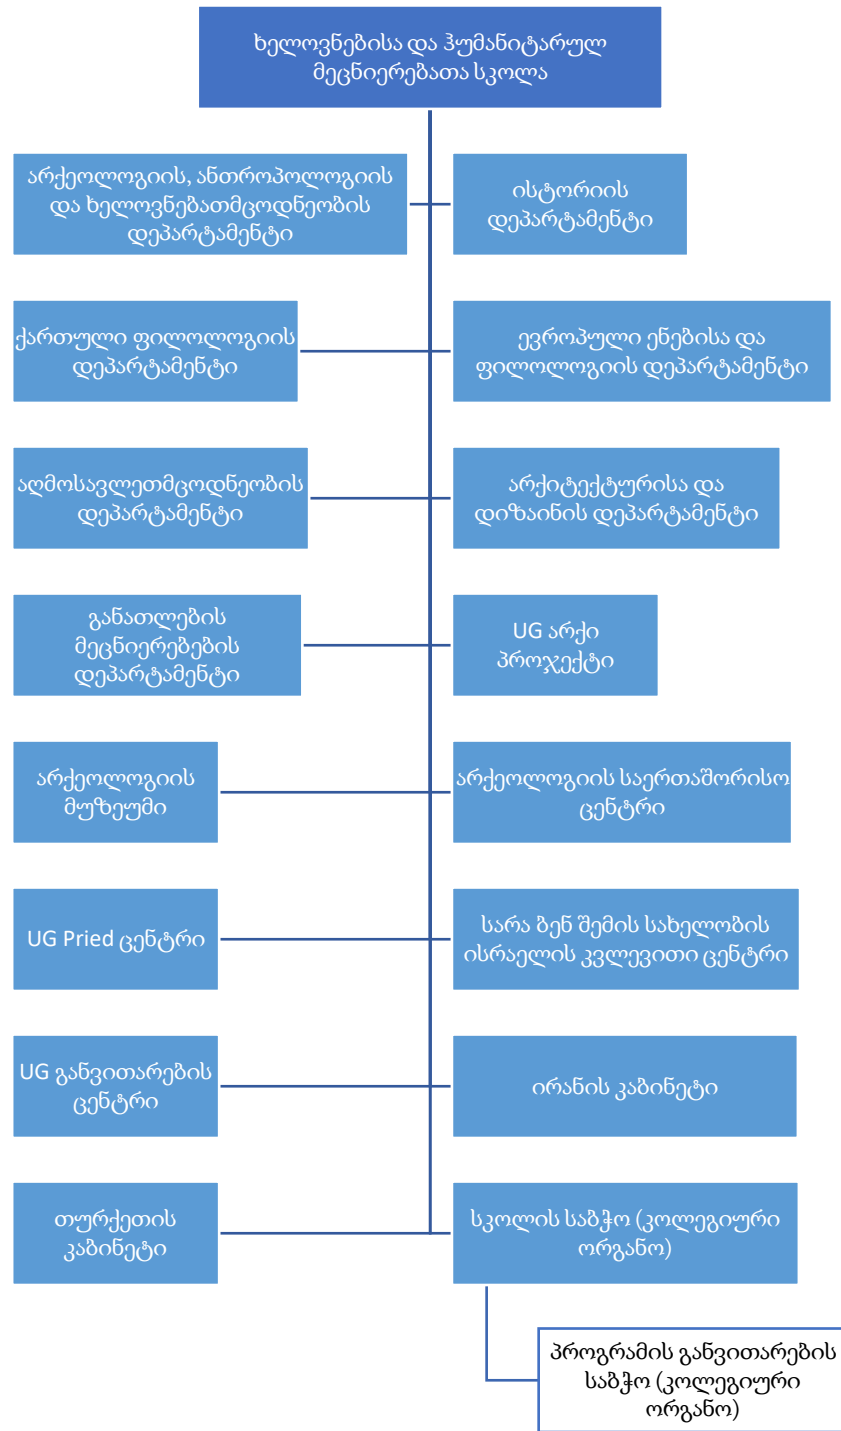 ხელოვნებისა და ჰუმანიტარულ
მეცნიერებათა სკოლა
არქეოლოგიის, ანთროპოლოგიის
და ხელოვნებათმცოდნეობის
დეპარტამენტი
ისტორიის
დეპარტამენტი
ქართული ფილოლოგიის
დეპარტამენტი
ევროპული ენებისა და
ფილოლოგიის დეპარტამენტი
აღმოსავლეთმცოდნეობის
დეპარტამენტი
არქიტექტურისა და
დიზაინის დეპარტამენტი
განათლების
მეცნიერებების
დეპარტამენტი
UG არქი
პროჯექტი
არქეოლოგიის
მუზეუმი
არქეოლოგიის საერთაშორისო
ცენტრი
UG Pried ცენტრი
სარა ბენ შემის სახელობის
ისრაელის კვლევითი ცენტრი
UG განვითარების
ცენტრი
ირანის კაბინეტი
თურქეთის
კაბინეტი
სკოლის საბჭო (კოლეგიური
ორგანო)
პროგრამის განვითარების
საბჭო (კოლეგიური
ორგანო)